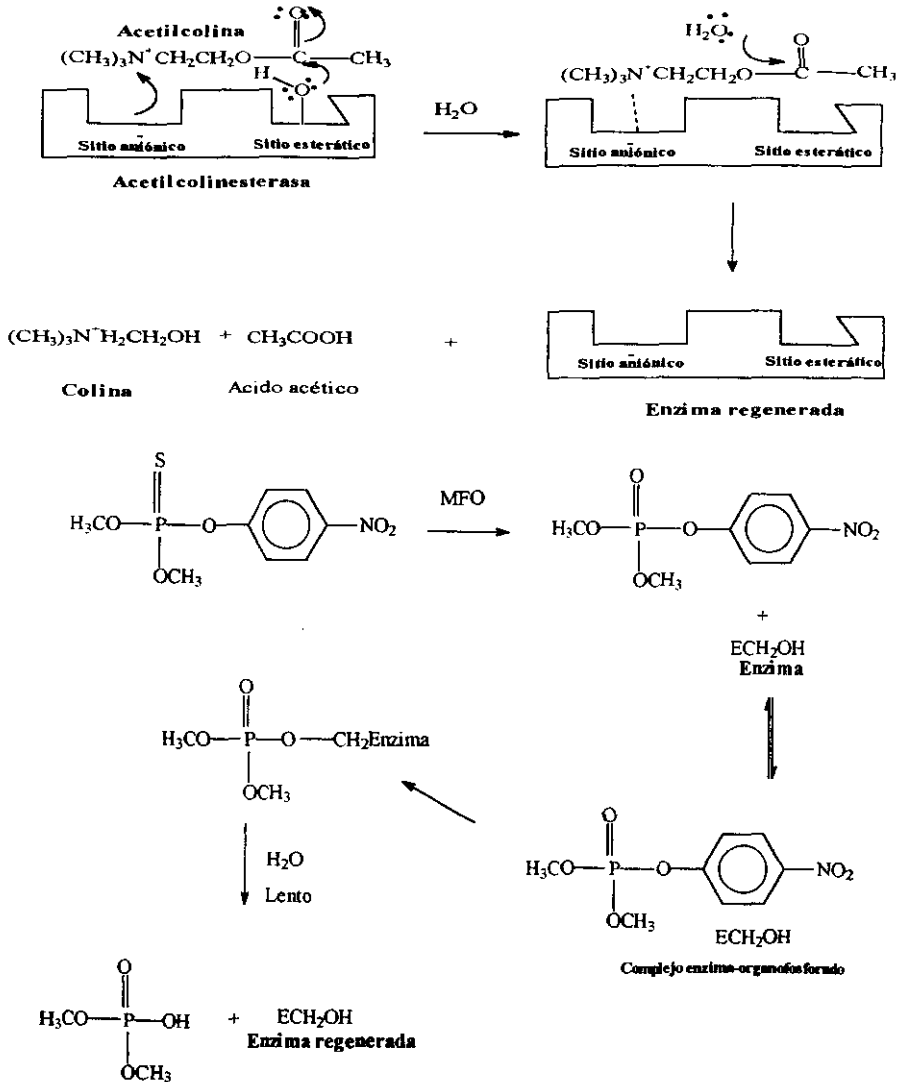 Acetilcolina
(CH₃)₃N⁺CH₂CH₂O C CH₃
O
H O
Sitio aniónico Sitio esterático
Acetilcolinesterasa
H₂O
H₂O
O
(CH₃)₃N⁺CH₂CH₂O C CH₃
Sitio aniónico Sitio esterático
(CH₃)₃N⁺H₂CH₂OH + CH₃COOH +
Colina Acido acético
Sitio aniónico Sitio esterático
Enzima regenerada
S
H₃CO P O NO₂
OCH₃
MFO
O
H₃CO P O NO₂
OCH₃
+
ECH₂OH
Enzima
O
H₃CO P O CH₂Enzima
OCH₃
O
H₃CO P O NO₂
OCH₃
ECH₂OH
Complejo enzima-organofosforado
H₂O
Lento
O
H₃CO P OH + ECH₂OH
Enzima regenerada
OCH₃